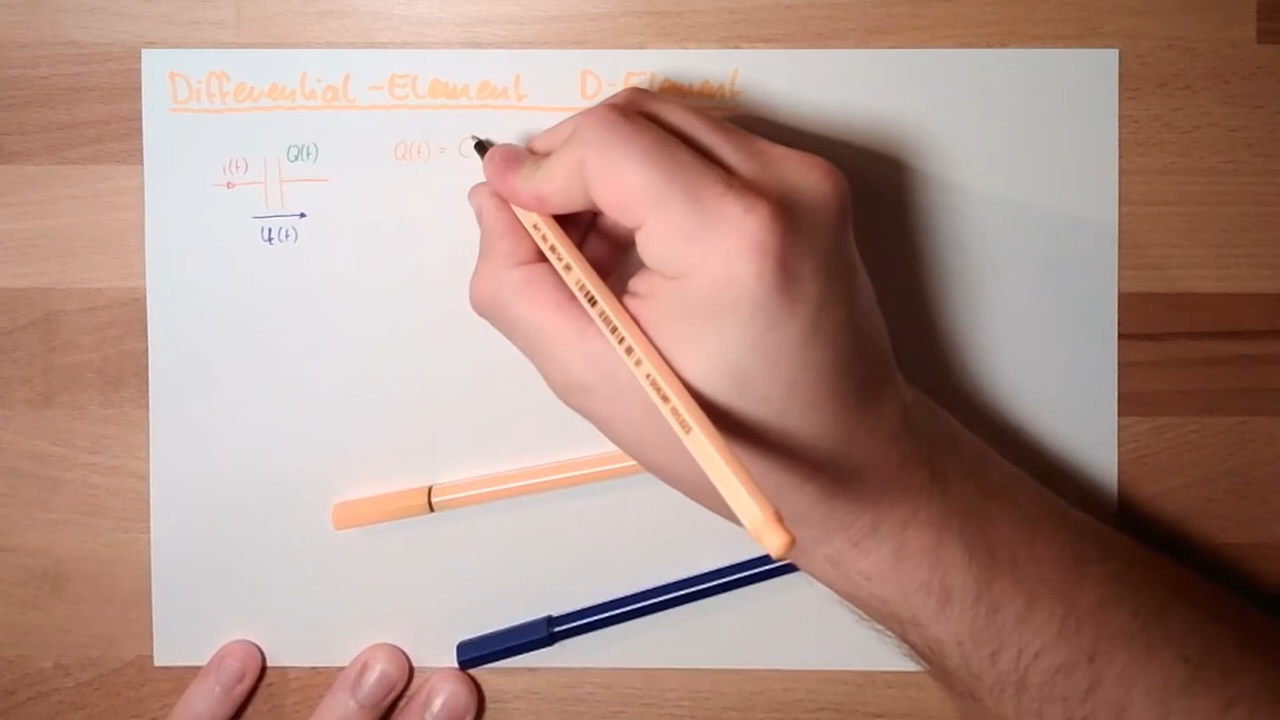 Differential-Element D-Element
i(t) Q(t) Q(t) = C